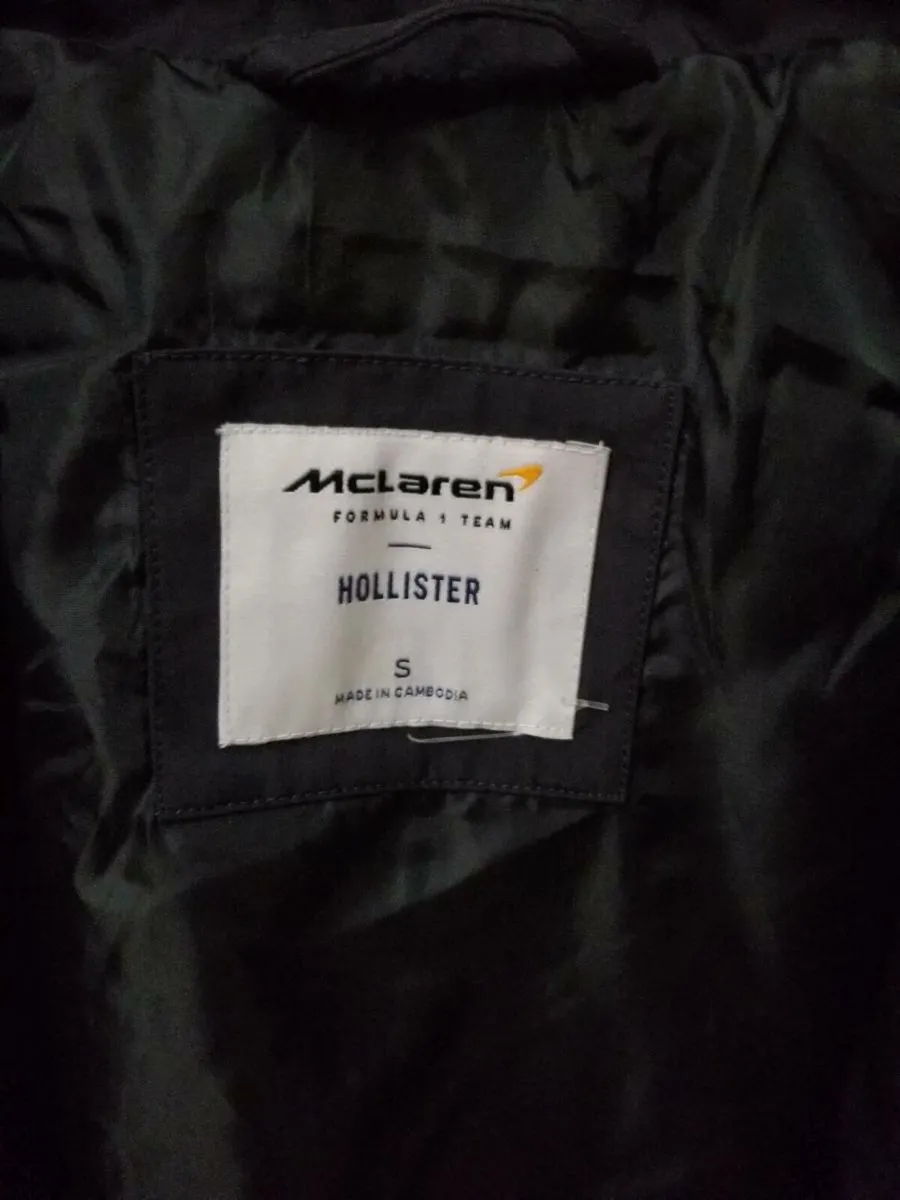 McLaren
FORMULA 1 TEAM
HOLLISTER
S
MADE IN CAMBODIA